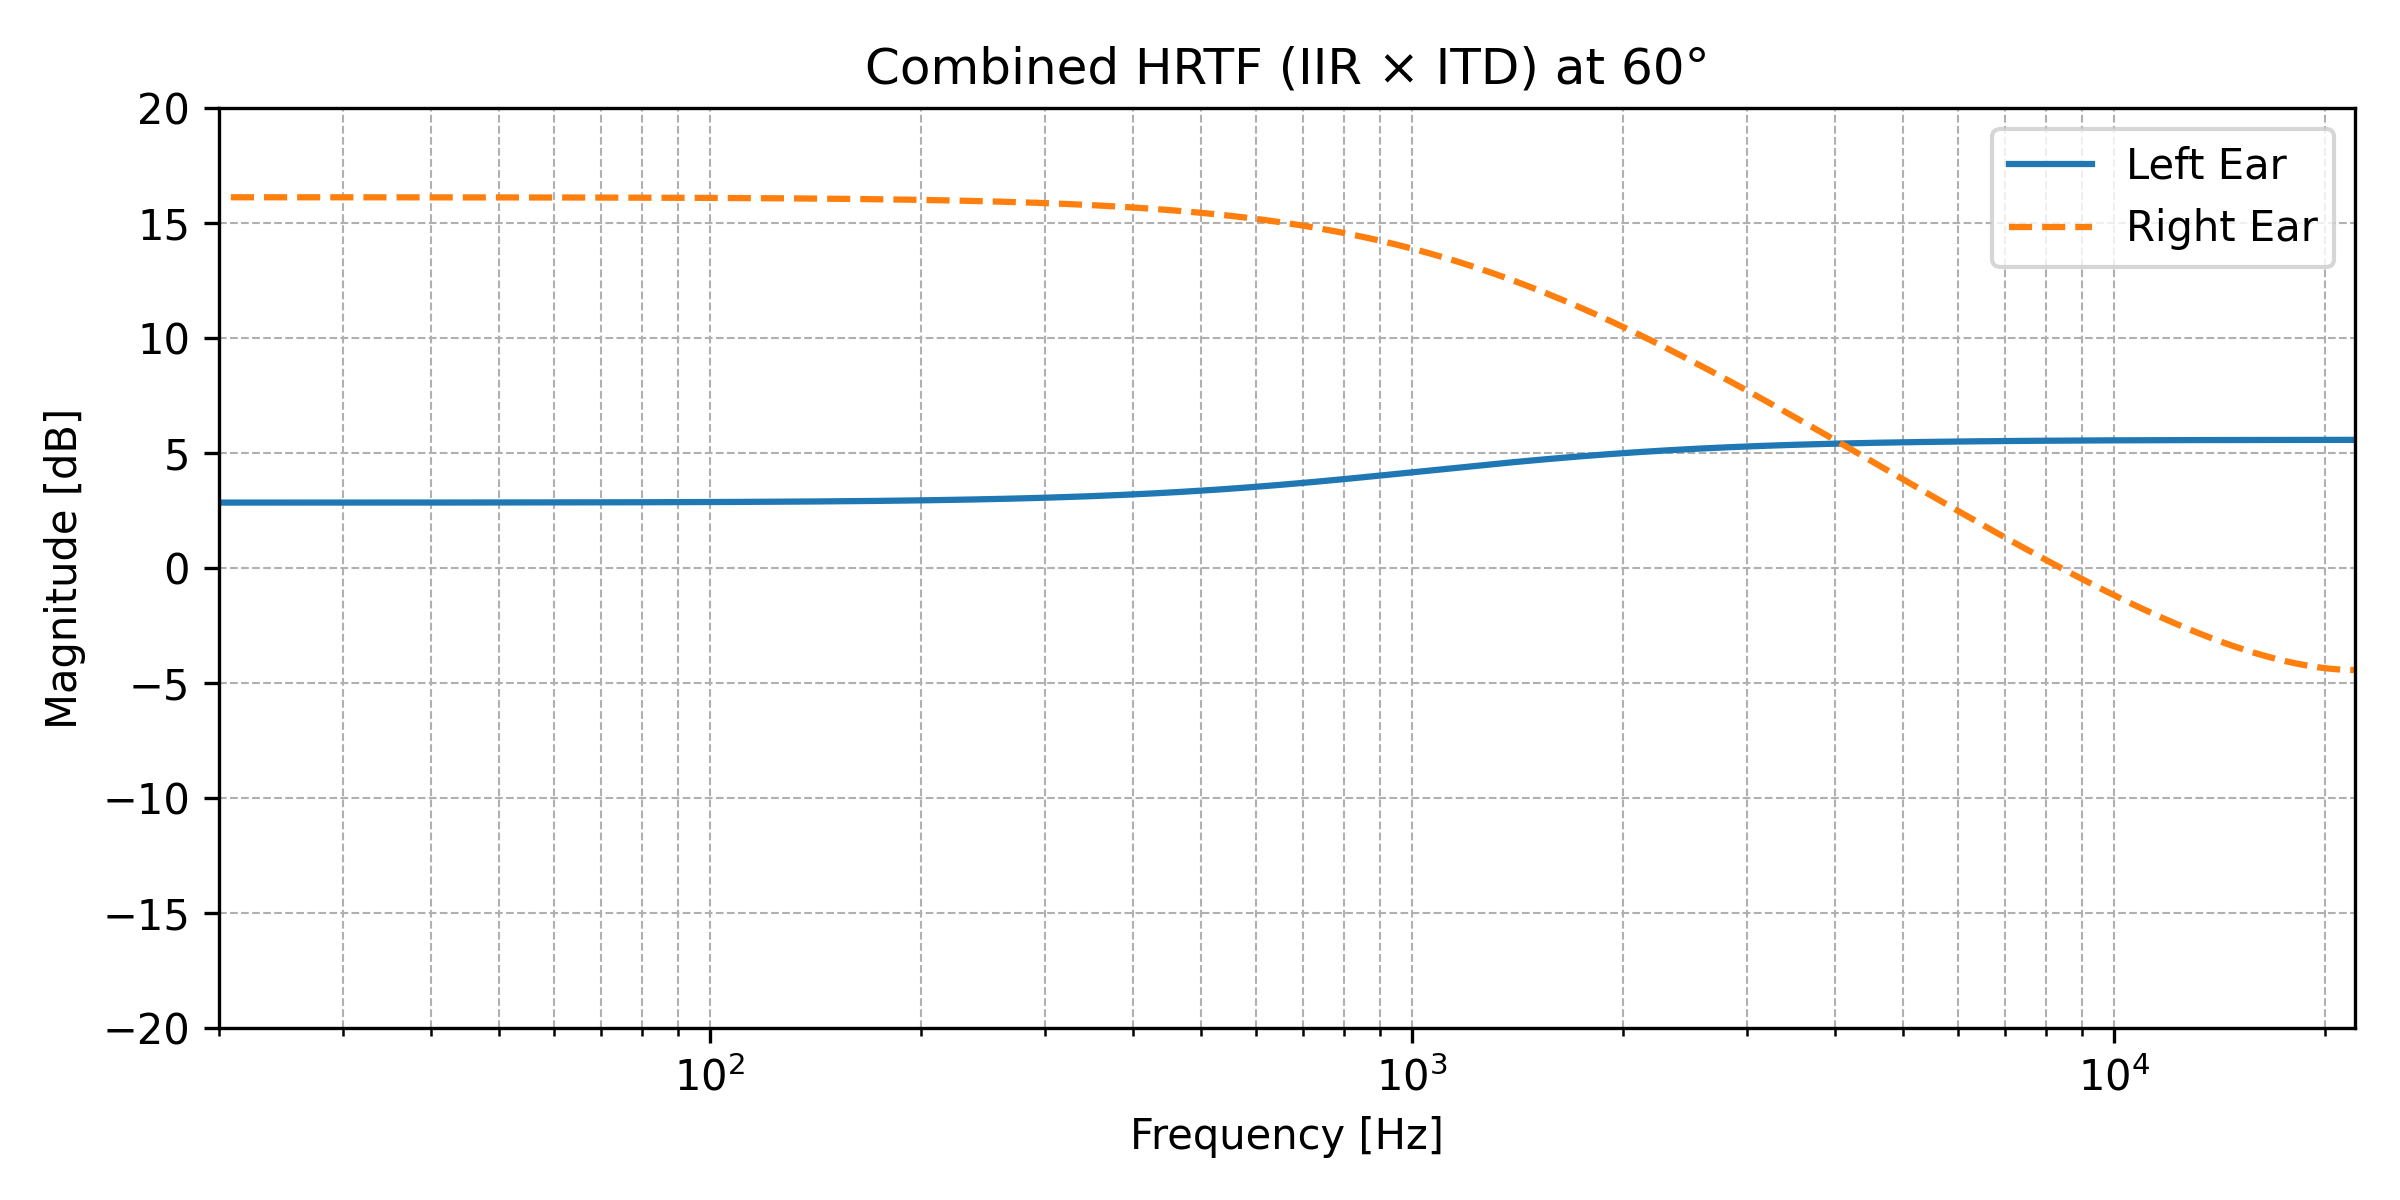 Combined HRTF (IIR × ITD) at 60°
20
15
10
5
0
−5
−10
−15
−20
Magnitude [dB]
Left Ear
Right Ear
10²
10³
10⁴
Frequency [Hz]